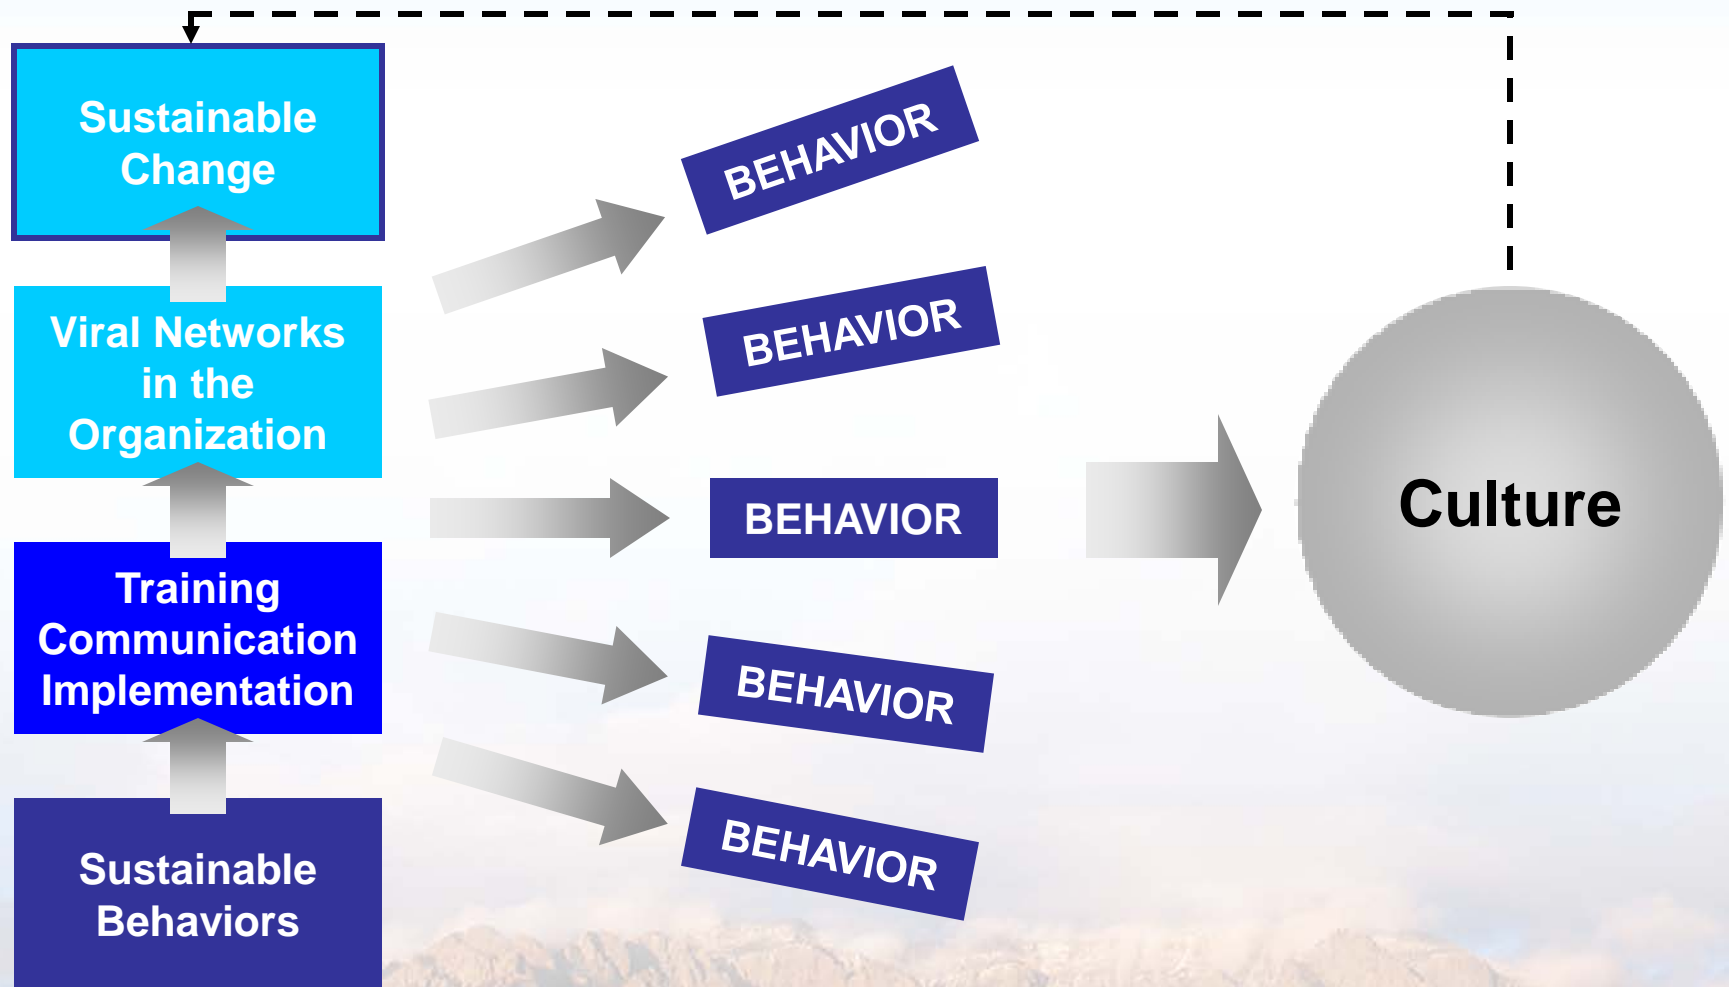 Sustainable
Change
Viral Networks
in the
Organization
Training
Communication
Implementation
Sustainable
Behaviors
BEHAVIOR
BEHAVIOR
BEHAVIOR
BEHAVIOR
BEHAVIOR
Culture